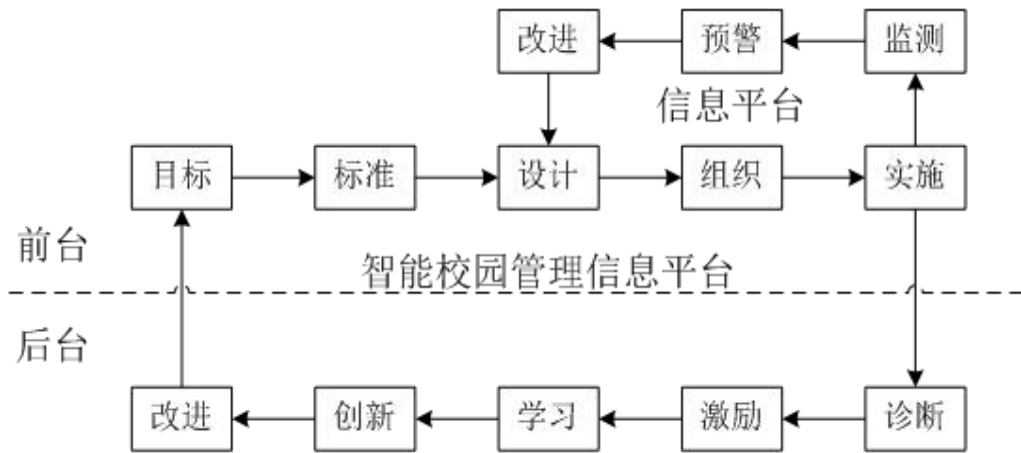 改进 预警 监测
信息平台
目标 标准 设计 组织 实施
前台
智能校园管理信息平台
后台
改进 创新 学习 激励 诊断